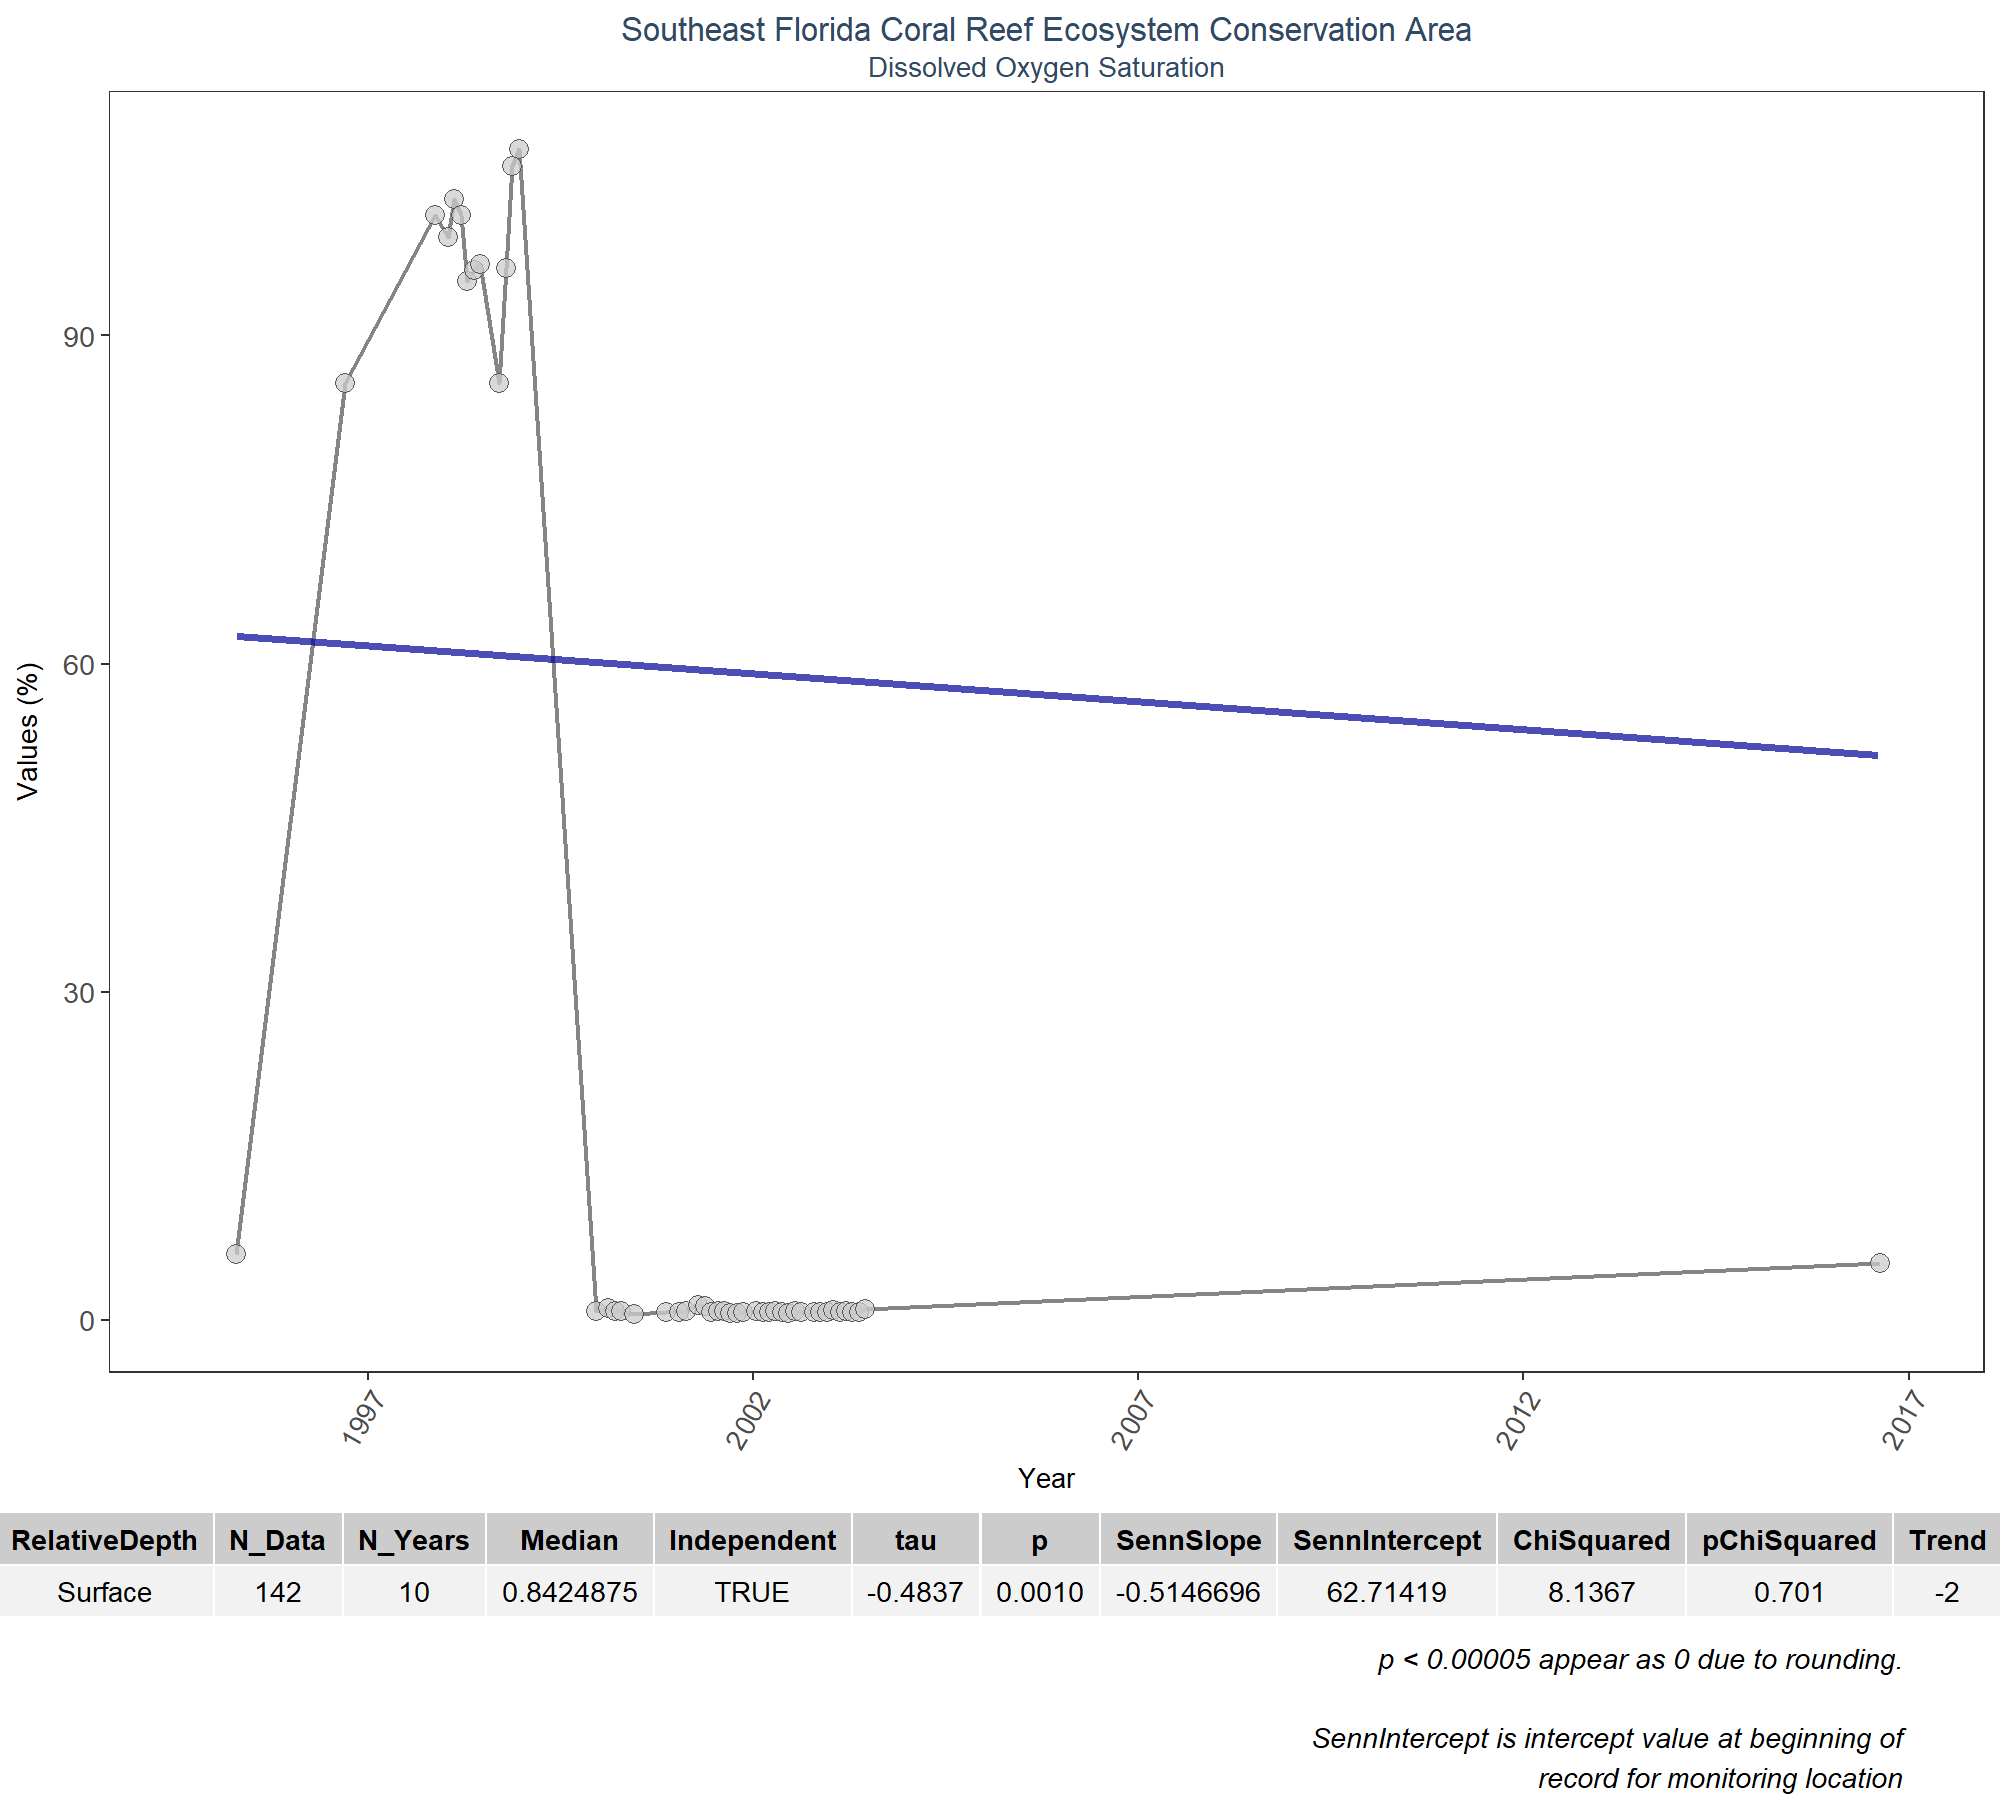 Southeast Florida Coral Reef Ecosystem Conservation Area
Dissolved Oxygen Saturation
Values (%)
90
60
30
0
1997
2002
2007
2012
2017
Year
RelativeDepth N_Data N_Years Median Independent tau p SennSlope SennIntercept ChiSquared pChiSquared Trend
Surface 142 10 0.8424875 TRUE -0.4837 0.0010 -0.5146696 62.71419 8.1367 0.701 -2
p < 0.00005 appear as 0 due to rounding.
SennIntercept is intercept value at beginning of
record for monitoring location